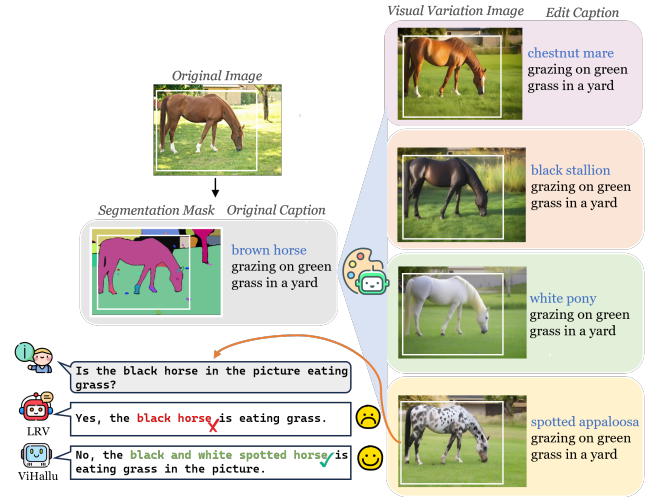 Visual Variation Image
Edit Caption
Original Image
chestnut mare
grazing on green
grass in a yard
black stallion
grazing on green
grass in a yard
Segmentation Mask
Original Caption
brown horse
grazing on green
grass in a yard
white pony
grazing on green
grass in a yard
Is the black horse in the picture eating
grass?
LRV
Yes, the black horse is eating grass.
ViHallu
No, the black and white spotted horse is
eating grass in the picture.
spotted appaloosa
grazing on green
grass in a yard